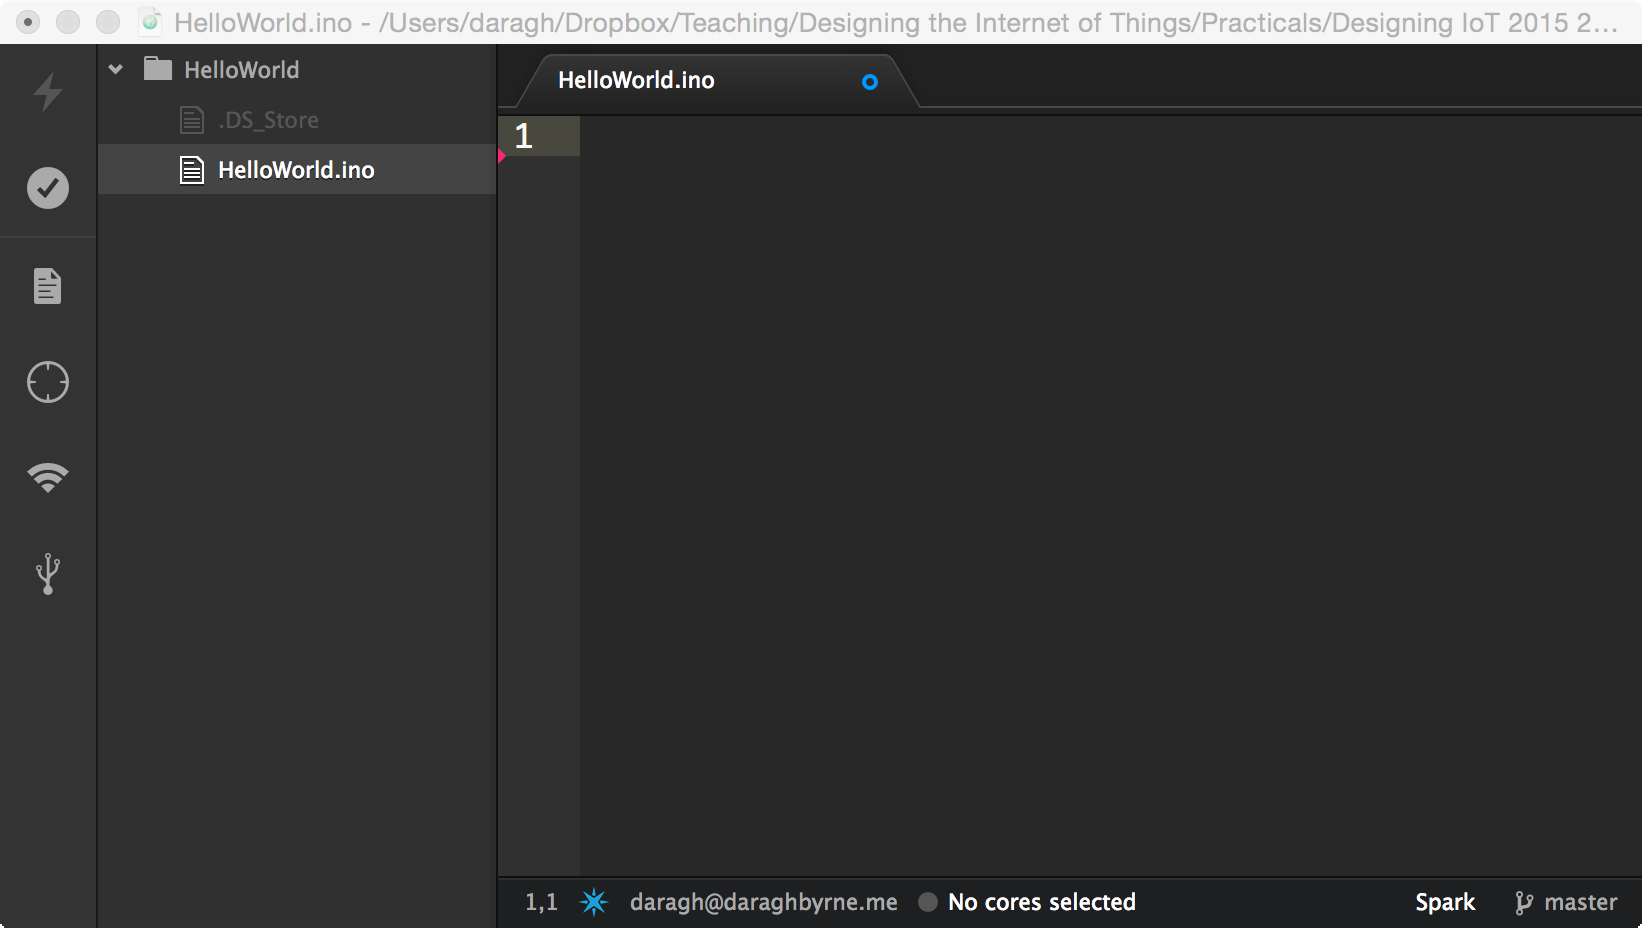 HelloWorld.ino - /Users/daragh/Dropbox/Teaching/Designing the Internet of Things/Practicals/Designing IoT 2015 2...
HelloWorld
.DS_Store
HelloWorld.ino
HelloWorld.ino
1
1,1 daragh@daraghbyrne.me No cores selected Spark master